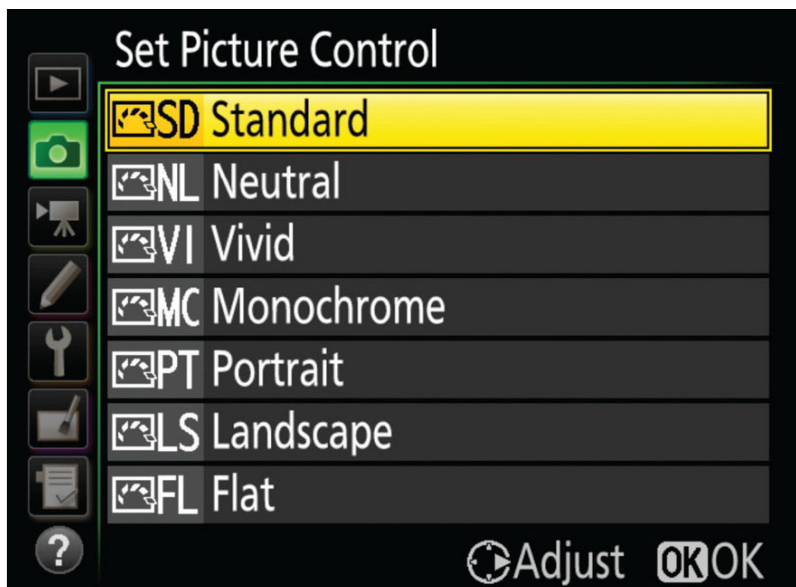 Set Picture Control
SD Standard
NL Neutral
VI Vivid
MC Monochrome
PT Portrait
LS Landscape
FL Flat
? Adjust OK OK